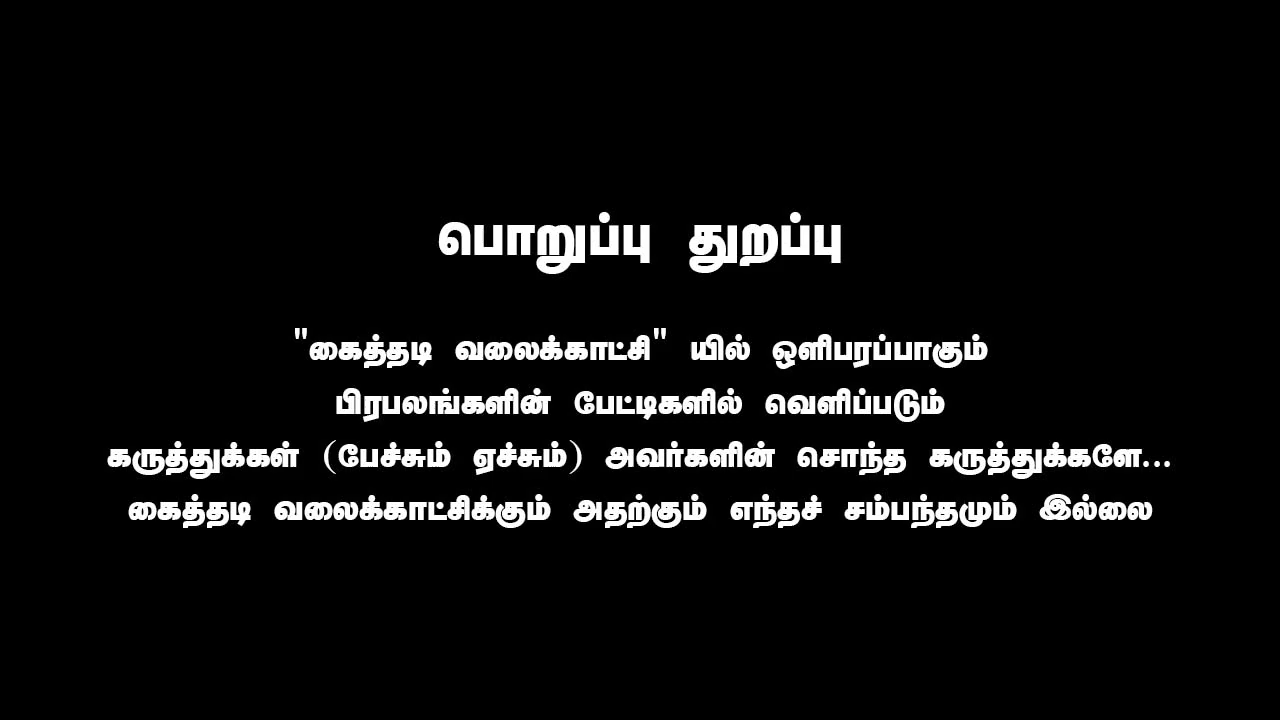 பொறுப்பு துறப்பு
"கைத்தடி வலைக்காட்சி" யில் ஒளிபரப்பாகும்
பிரபலங்களின் பேட்டிகளில் வெளிப்படும்
கருத்துக்கள் (பேச்சும் ஏச்சும்) அவர்களின் சொந்த கருத்துக்களே...
கைத்தடி வலைக்காட்சிக்கும் அதற்கும் எந்தச் சம்பந்தமும் இல்லை